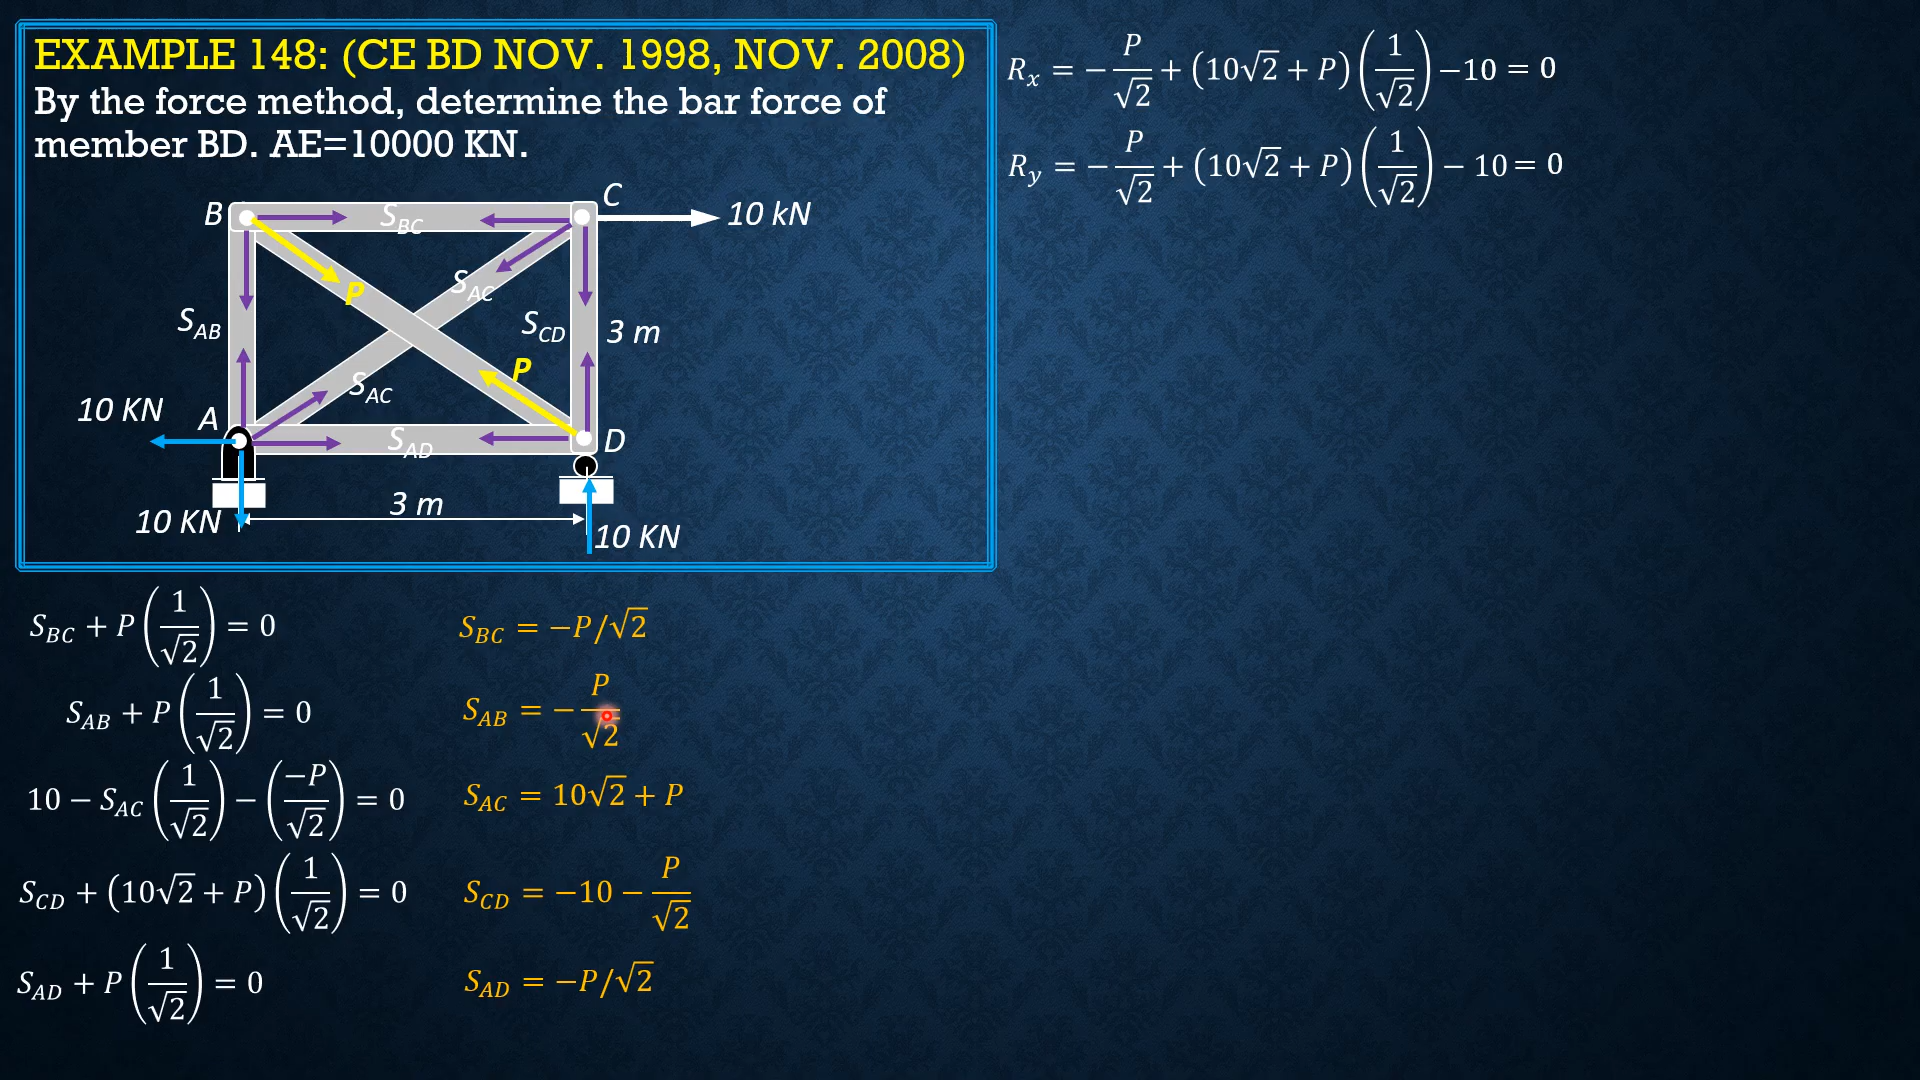 EXAMPLE 148: (CE BD NOV. 1998, NOV. 2008)
By the force method, determine the bar force of
member BD. AE=10000 KN.
B
S_BC
C
10 kN
P
S_AC
S_AB
S_CD
3 m
P
S_AC
10 KN
A
S_AD
D
3 m
10 KN
10 KN
S_BC + P(1/√2) = 0
S_BC = −P/√2
S_AB + P(1/√2) = 0
S_AB = −P/√2
10 − S_AC(1/√2) − (−P/√2) = 0
S_AC = 10√2 + P
S_CD + (10√2 + P)(1/√2) = 0
S_CD = −10 − P/√2
S_AD + P(1/√2) = 0
S_AD = −P/√2
R_x = −P/√2 + (10√2 + P)(1/√2) −10 = 0
R_y = −P/√2 + (10√2 + P)(1/√2) − 10 = 0